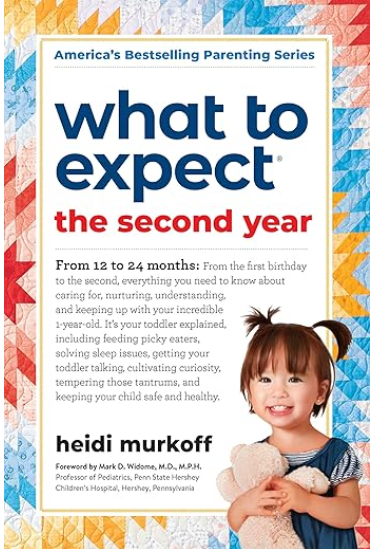 America's Bestselling Parenting Series
what to
expect®
the second year
From 12 to 24 months: From the first birthday
to the second, everything you need to know about
caring for, nurturing, understanding,
and keeping up with your incredible
1-year-old. It's your toddler explained,
including feeding picky eaters,
solving sleep issues, getting your
toddler talking, cultivating curiosity,
tempering those tantrums, and
keeping your child safe and healthy.
heidi murkoff
Foreword by Mark D. Widome, M.D., M.P.H.
Professor of Pediatrics, Penn State Hershey
Children's Hospital, Hershey, Pennsylvania